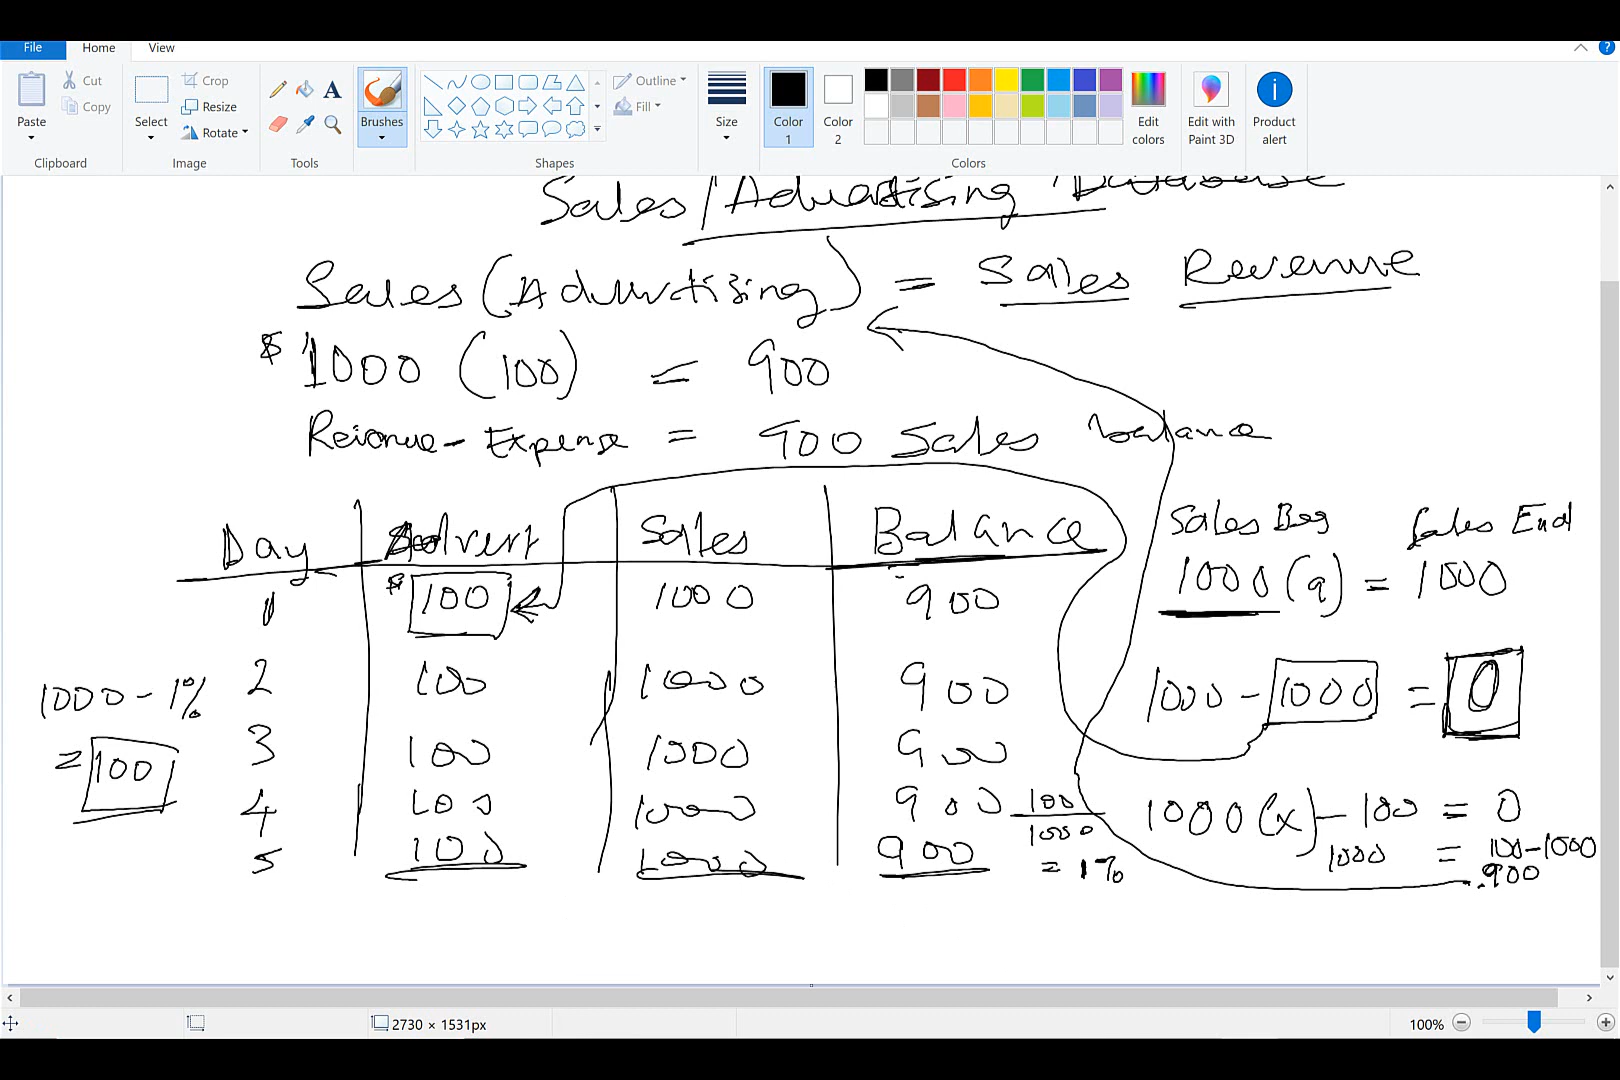 File Home View
Paste Cut Copy Clipboard
Select Crop Resize Rotate Image
Tools
Brushes
Outline Fill Shapes
Size
Color 1 Color 2 Edit colors Colors
Edit with Paint 3D
Product alert
Sales/Advertising Database
Sales (Advertising) = Sales Revenue
$ 1000 (100) = 900
Revenue - Expense = 900 Sales balance
Day Advert Sales Balance
1 $ 100 1000 900
2 100 1000 900
3 100 1000 900
4 100 1000 900
5 100 1000 900
1000 - 1%
= 100
100
1000
= 1%
Sales Beg Sales End
1000 (a) = 1000
1000 - 1000 = 0
1000 (x) - 100 = 0
1000 = 100-1000
.900
2730 × 1531px
100%